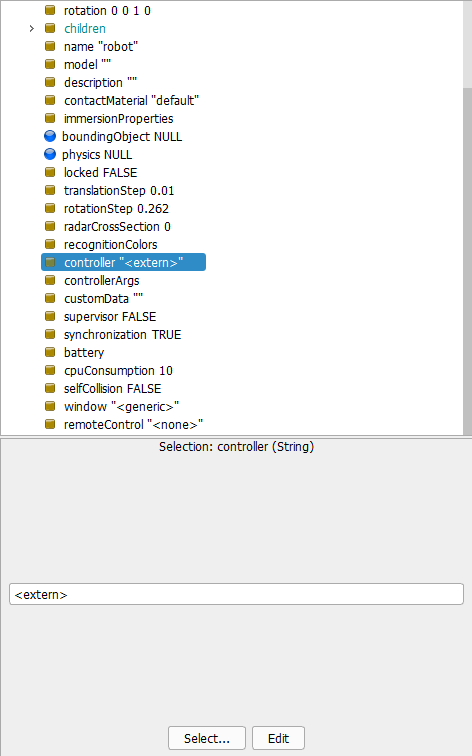 rotation 0 0 1 0
children
name "robot"
model ""
description ""
contactMaterial "default"
immersionProperties
boundingObject NULL
physics NULL
locked FALSE
translationStep 0.01
rotationStep 0.262
radarCrossSection 0
recognitionColors
controller "<extern>"
controllerArgs
customData ""
supervisor FALSE
synchronization TRUE
battery
cpuConsumption 10
selfCollision FALSE
window "<generic>"
remoteControl "<none>"
Selection: controller (String)
<extern>
Select... Edit